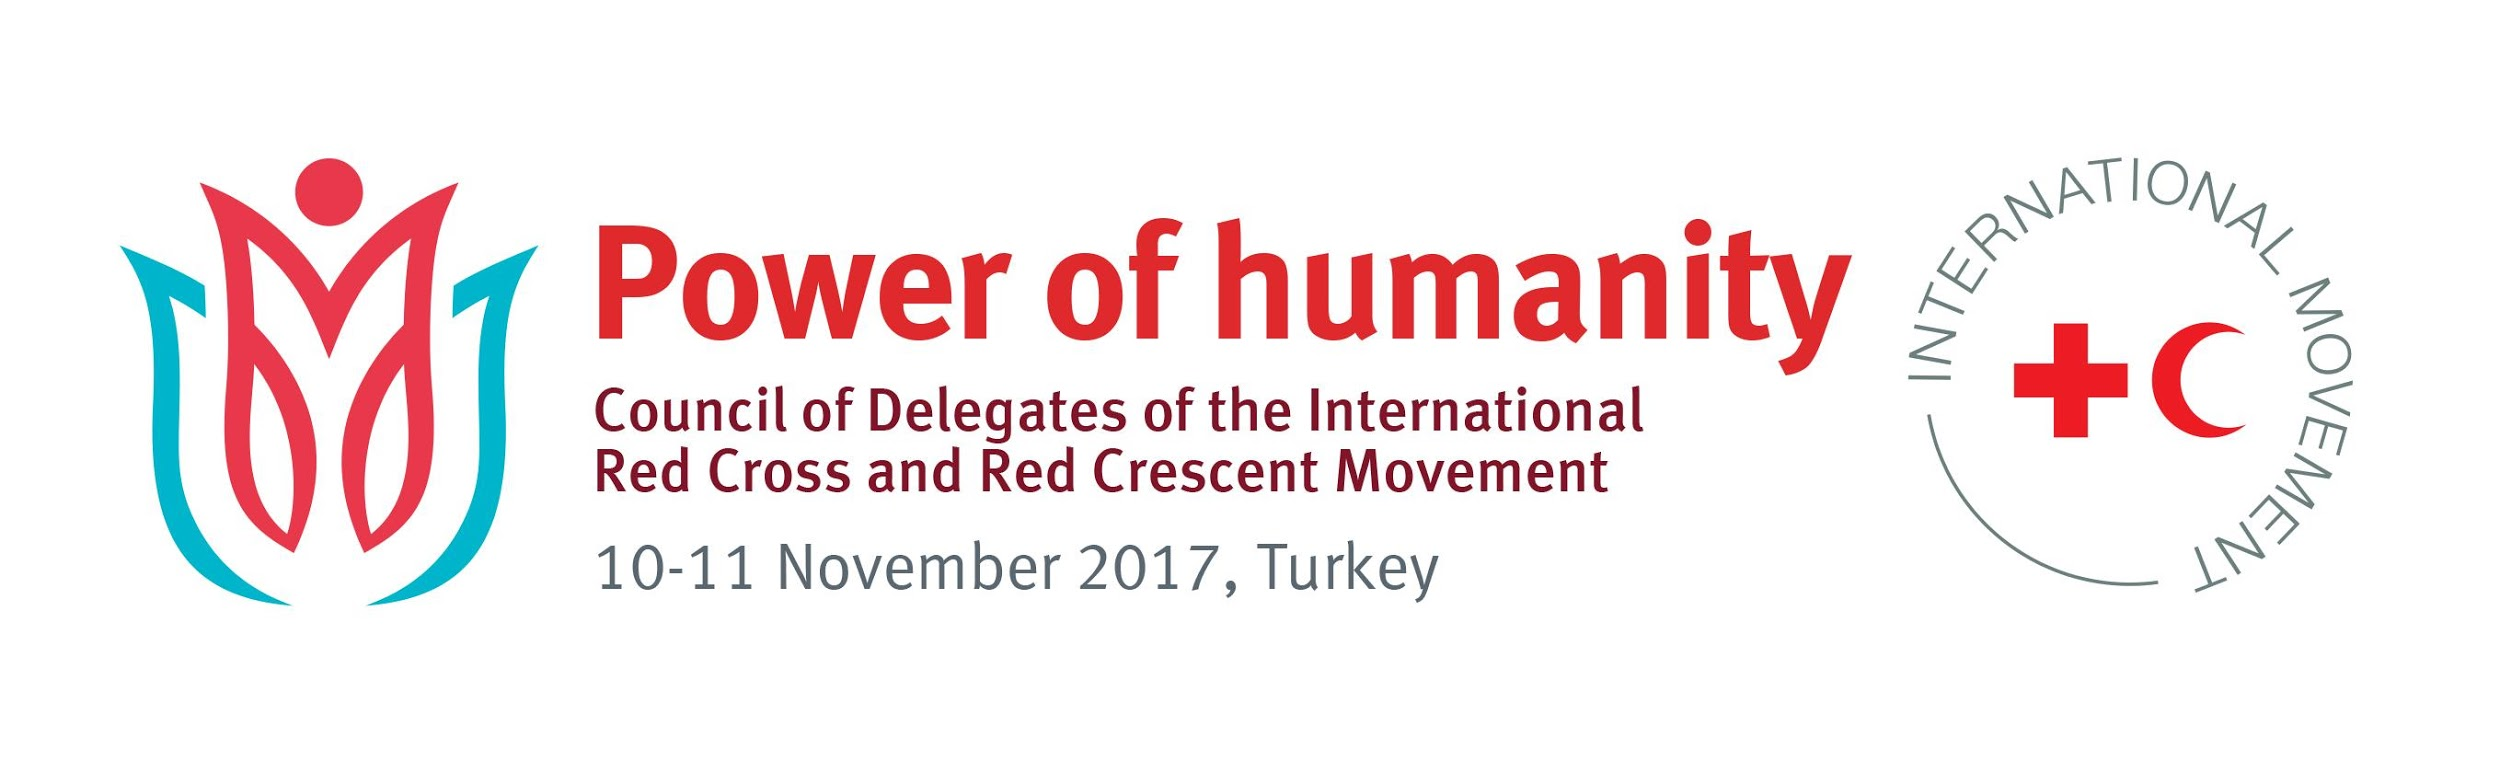 Power of humanity
Council of Delegates of the International
Red Cross and Red Crescent Movement
10-11 November 2017, Turkey
INTERNATIONAL MOVEMENT